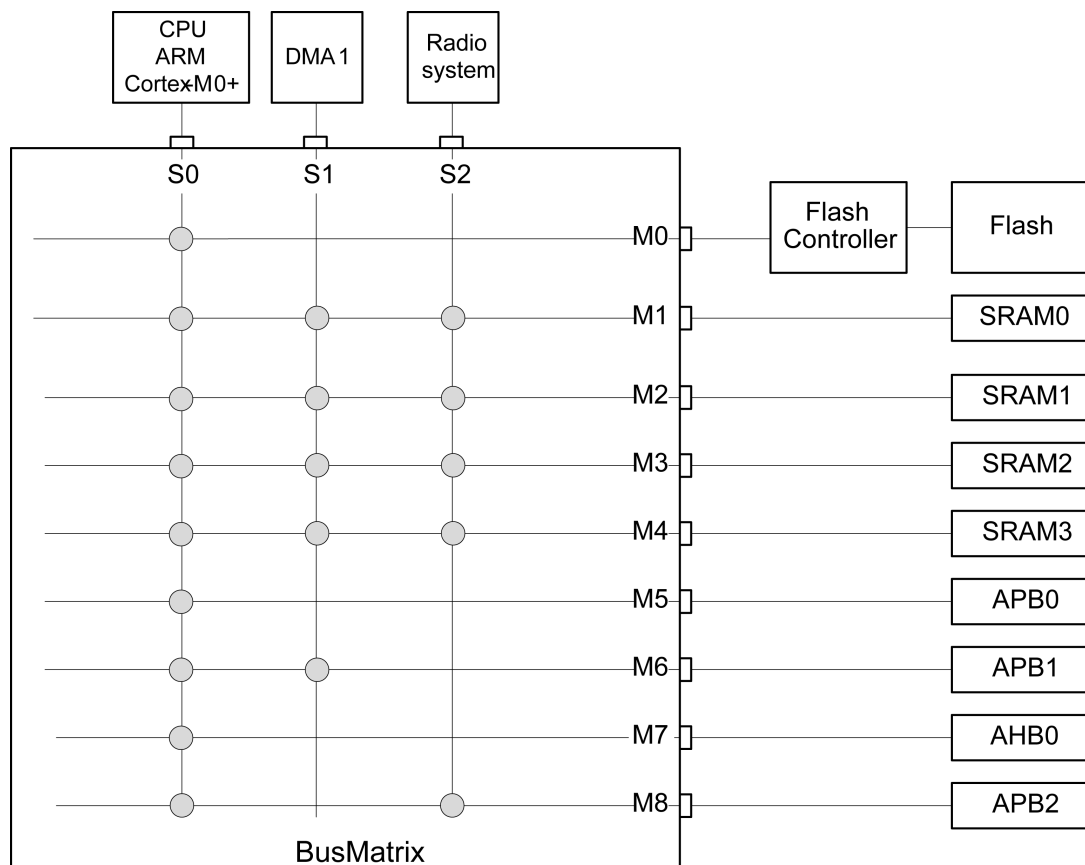 CPU
ARM
Cortex-M0+
DMA1
Radio
system
S0
S1
S2
M0
Flash
Controller
Flash
M1
SRAM0
M2
SRAM1
M3
SRAM2
M4
SRAM3
M5
APB0
M6
APB1
M7
AHB0
M8
APB2
BusMatrix